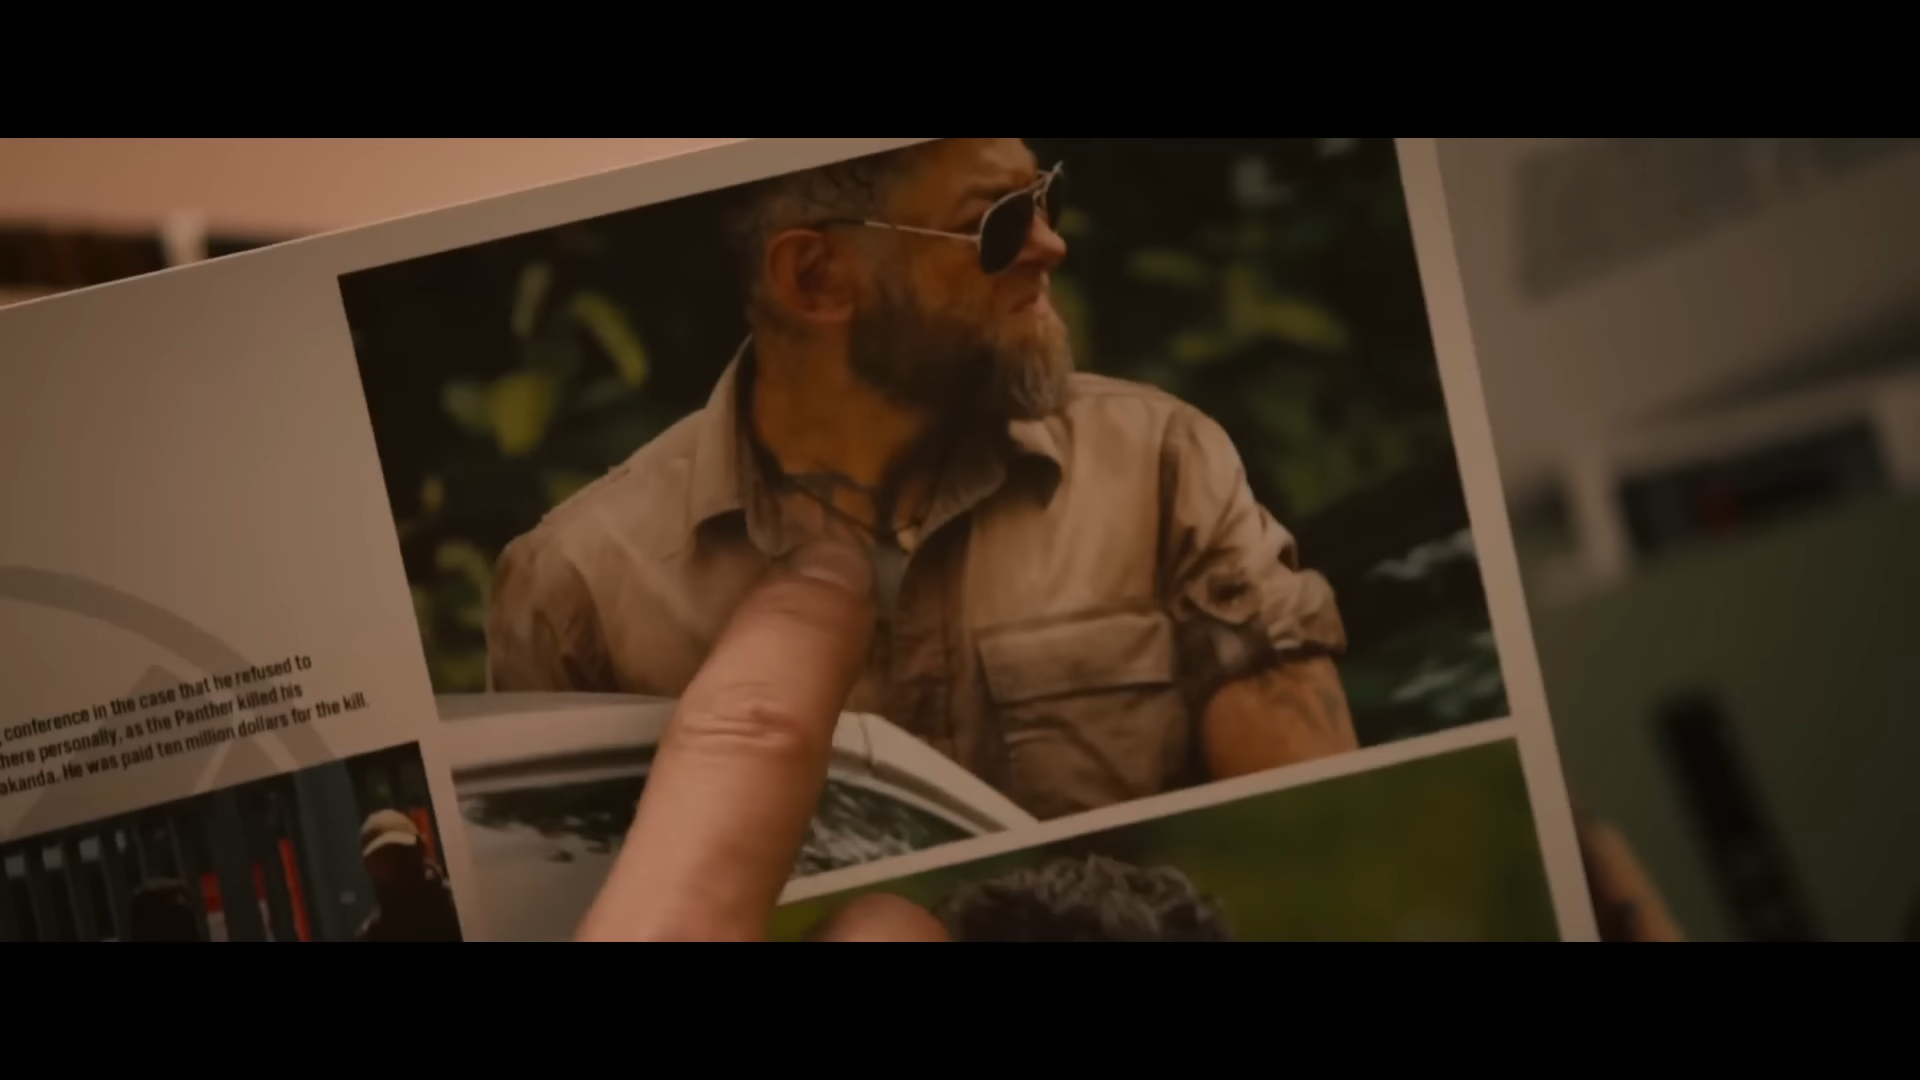 conference in the case that he refused to
here personally, as the Panther killed his
akanda. He was paid ten million dollars for the kill.